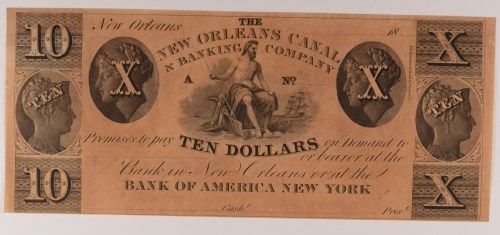 10 THE X
New Orleans 18
NEW ORLEANS CANAL
& BANKING COMPANY
X A No. X
TEN TEN
Promises to pay TEN DOLLARS on Demand to
or bearer at the
Bank in New Orleans or at the
10 BANK OF AMERICA NEW YORK X
Cashr. Prest.